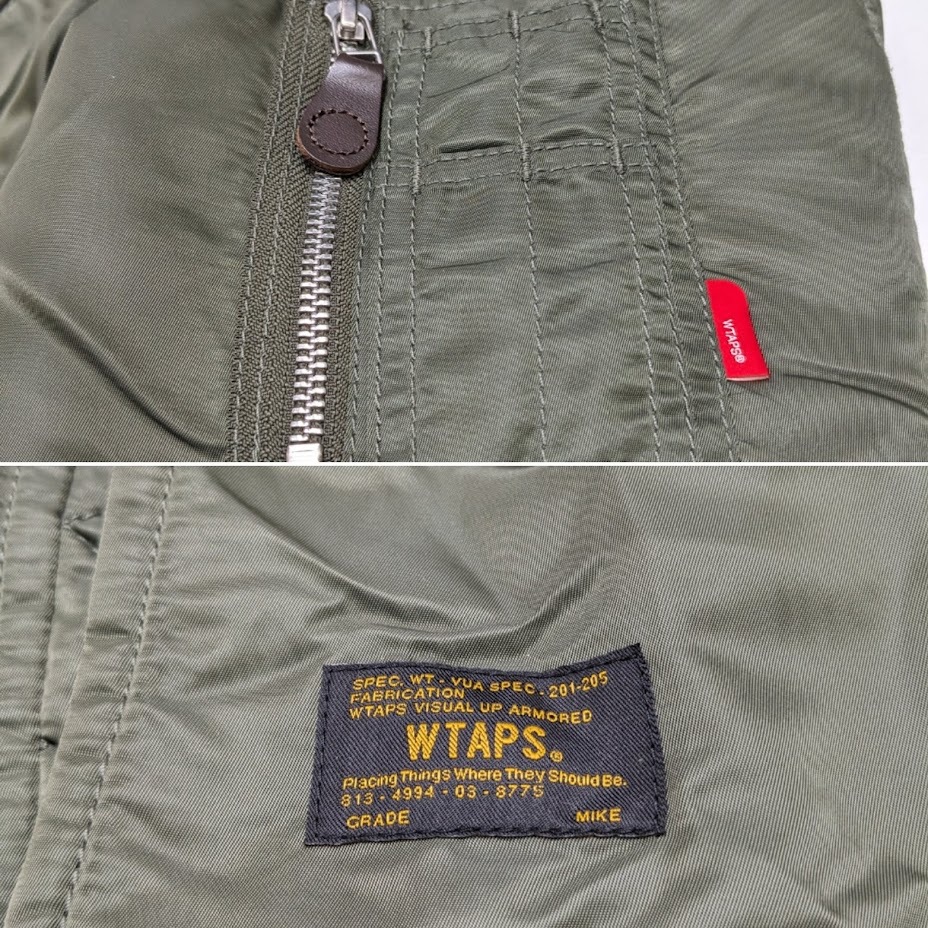 WTAPS®
SPEC. WT - VUA SPEC - 201-205
FABRICATION
WTAPS VISUAL UP ARMORED
WTAPS®
Placing Things Where They Should Be.
813 - 4994 - 03 - 8775
GRADE MIKE